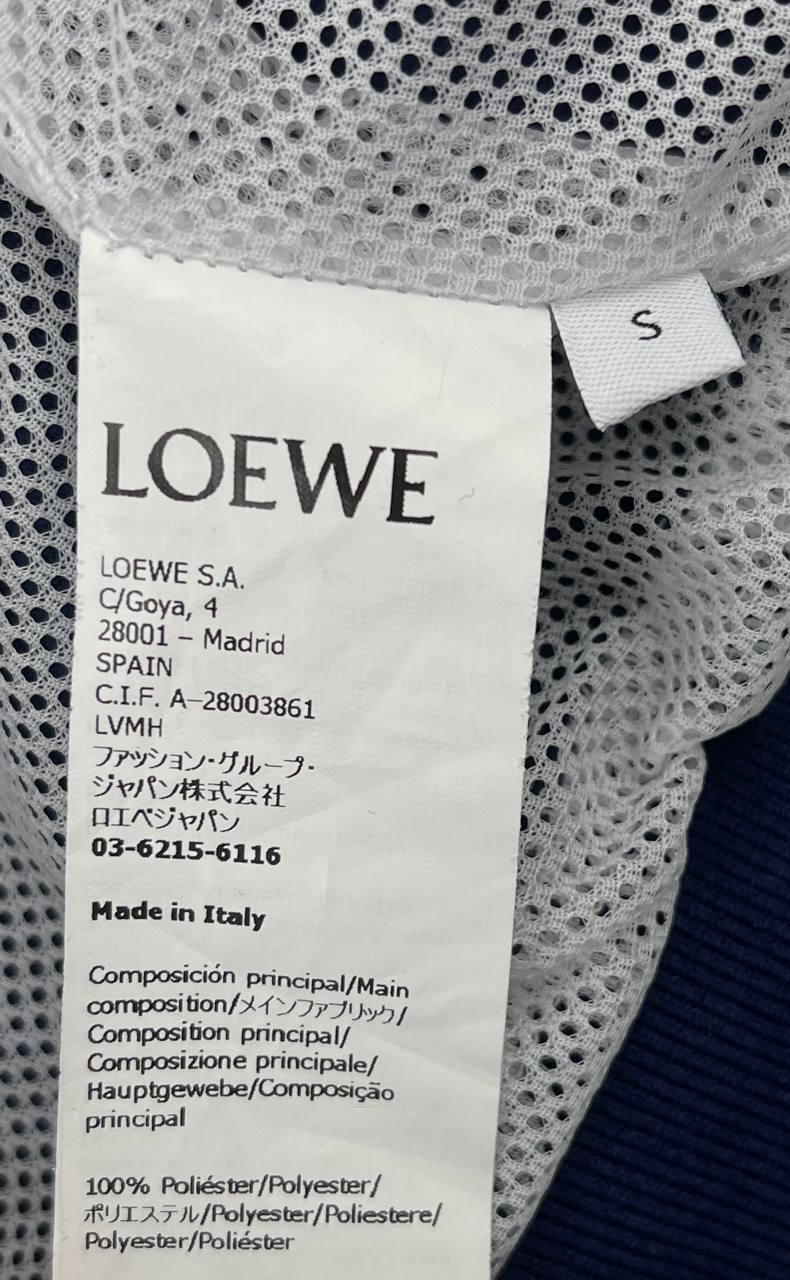 S
LOEWE
LOEWE S.A.
C/Goya, 4
28001 – Madrid
SPAIN
C.I.F. A-28003861
LVMH
ファッション・グループ・
ジャパン株式会社
ロエベジャパン
03-6215-6116
Made in Italy
Composición principal/Main
composition/メインファブリック/
Composition principal/
Composizione principale/
Hauptgewebe/Composição
principal
100% Poliéster/Polyester/
ポリエステル/Polyester/Poliestere/
Polyester/Poliéster